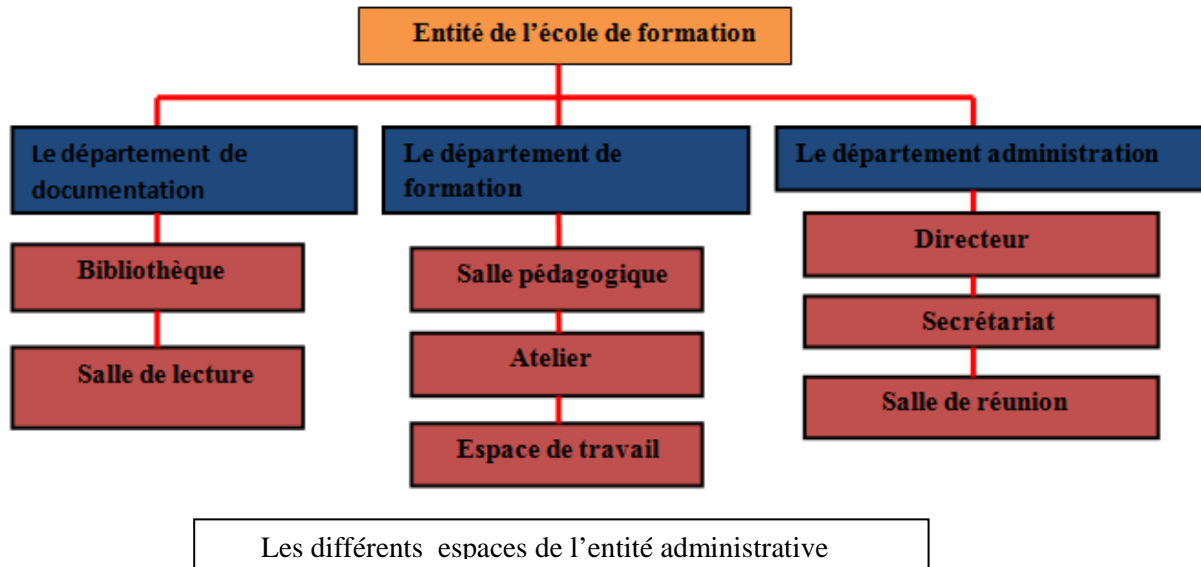 Entité de l’école de formation
Le département de
documentation
Bibliothèque
Salle de lecture
Le département de
formation
Salle pédagogique
Atelier
Espace de travail
Le département administration
Directeur
Secrétariat
Salle de réunion
Les différents espaces de l’entité administrative